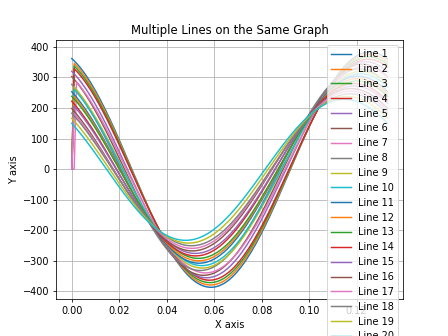 Multiple Lines on the Same Graph
400
300
200
100
0
−100
−200
−300
−400
Y axis
0.00
0.02
0.04
0.06
0.08
0.10
X axis
Line 1
Line 2
Line 3
Line 4
Line 5
Line 6
Line 7
Line 8
Line 9
Line 10
Line 11
Line 12
Line 13
Line 14
Line 15
Line 16
Line 17
Line 18
Line 19
Line 20